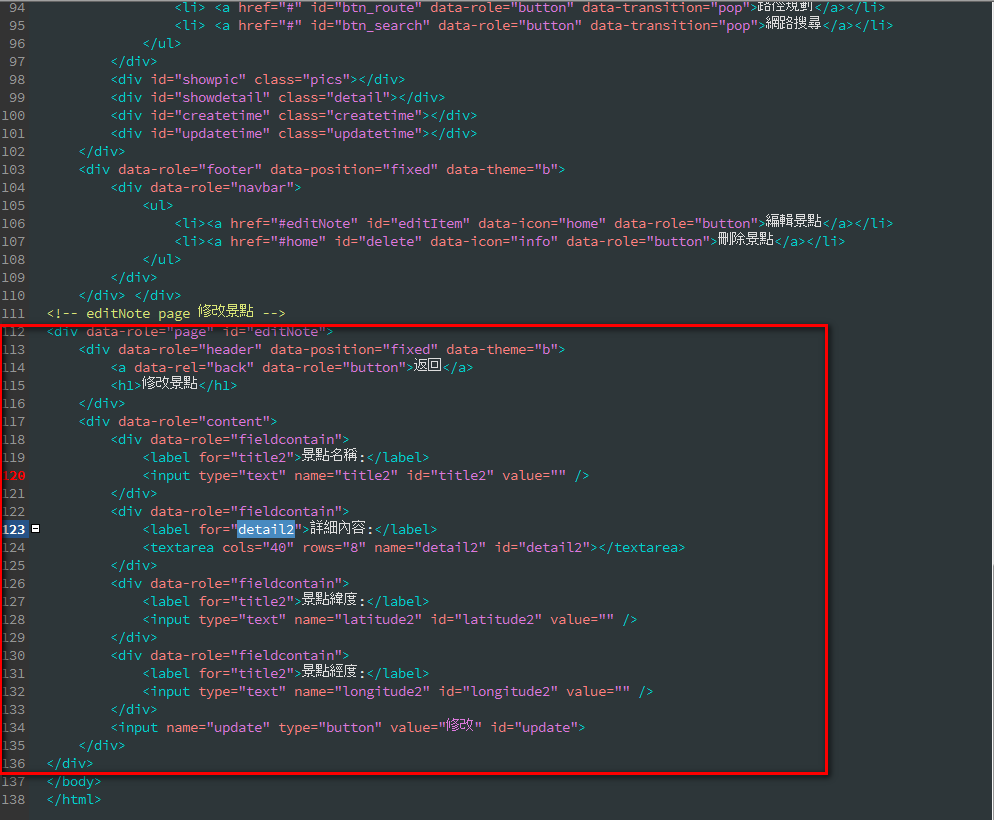 94 <li> <a href="#" id="btn_route" data-role="button" data-transition="pop">路徑規劃</a></li>
95 <li> <a href="#" id="btn_search" data-role="button" data-transition="pop">網路搜尋</a></li>
96 </ul>
97 </div>
98 <div id="showpic" class="pics"></div>
99 <div id="showdetail" class="detail"></div>
100 <div id="createtime" class="createtime"></div>
101 <div id="updatetime" class="updatetime"></div>
102 </div>
103 <div data-role="footer" data-position="fixed" data-theme="b">
104 <div data-role="navbar">
105 <ul>
106 <li><a href="#editNote" id="editItem" data-icon="home" data-role="button">編輯景點</a></li>
107 <li><a href="#home" id="delete" data-icon="info" data-role="button">刪除景點</a></li>
108 </ul>
109 </div>
110 </div> </div>
111 <!-- editNote page 修改景點 -->
112 <div data-role="page" id="editNote">
113 <div data-role="header" data-position="fixed" data-theme="b">
114 <a data-rel="back" data-role="button">返回</a>
115 <h1>修改景點</h1>
116 </div>
117 <div data-role="content">
118 <div data-role="fieldcontain">
119 <label for="title2">景點名稱:</label>
120 <input type="text" name="title2" id="title2" value="" />
121 </div>
122 <div data-role="fieldcontain">
123 <label for="detail2">詳細內容:</label>
124 <textarea cols="40" rows="8" name="detail2" id="detail2"></textarea>
125 </div>
126 <div data-role="fieldcontain">
127 <label for="title2">景點緯度:</label>
128 <input type="text" name="latitude2" id="latitude2" value="" />
129 </div>
130 <div data-role="fieldcontain">
131 <label for="title2">景點經度:</label>
132 <input type="text" name="longitude2" id="longitude2" value="" />
133 </div>
134 <input name="update" type="button" value="修改" id="update">
135 </div>
136 </div>
137 </body>
138 </html>